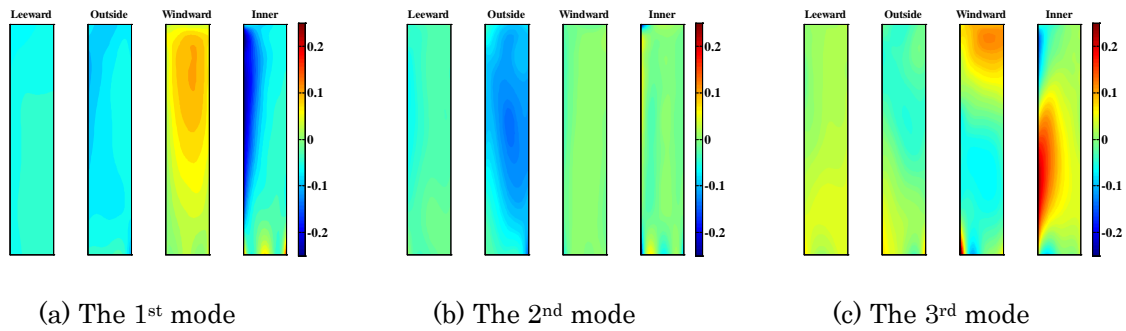 Leeward Outside Windward Inner
0.2
0.1
0
-0.1
-0.2
(a) The 1st mode
Leeward Outside Windward Inner
0.2
0.1
0
-0.1
-0.2
(b) The 2nd mode
Leeward Outside Windward Inner
0.2
0.1
0
-0.1
-0.2
(c) The 3rd mode